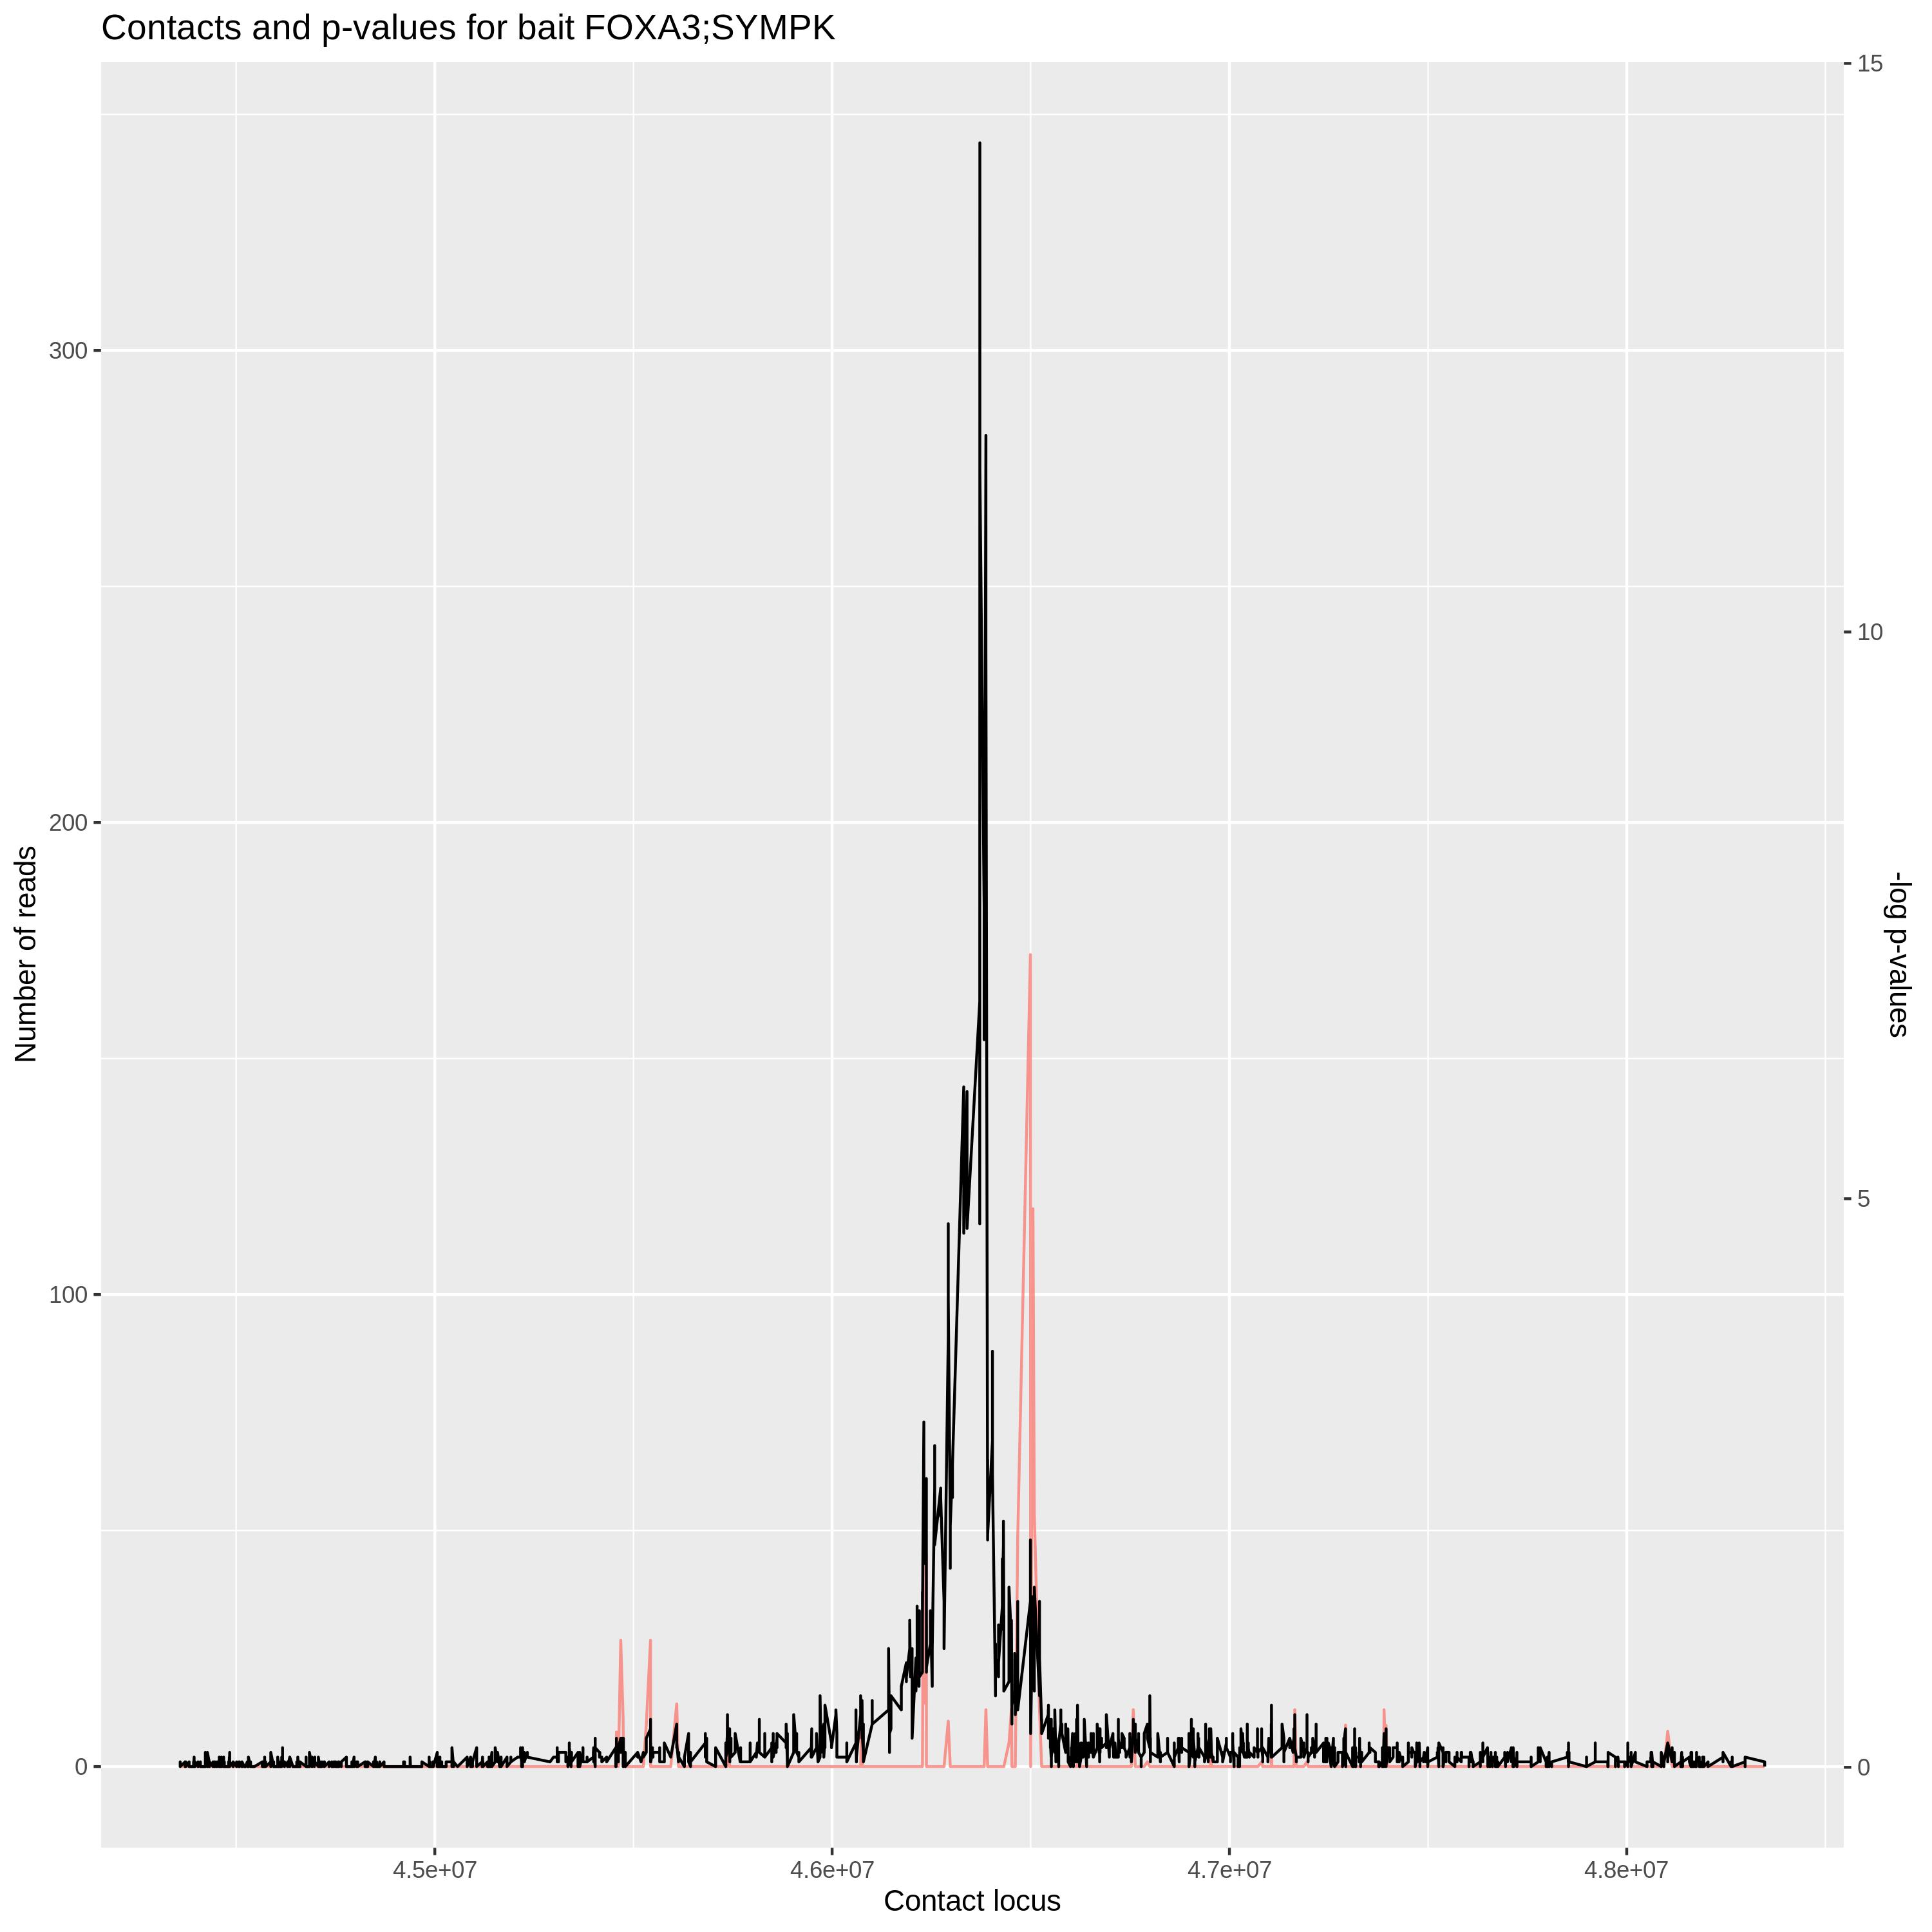 Contacts and p-values for bait FOXA3;SYMPK
15
300
10
200
Number of reads
-log p-values
5
100
0
0
4.5e+07
4.6e+07
4.7e+07
4.8e+07
Contact locus